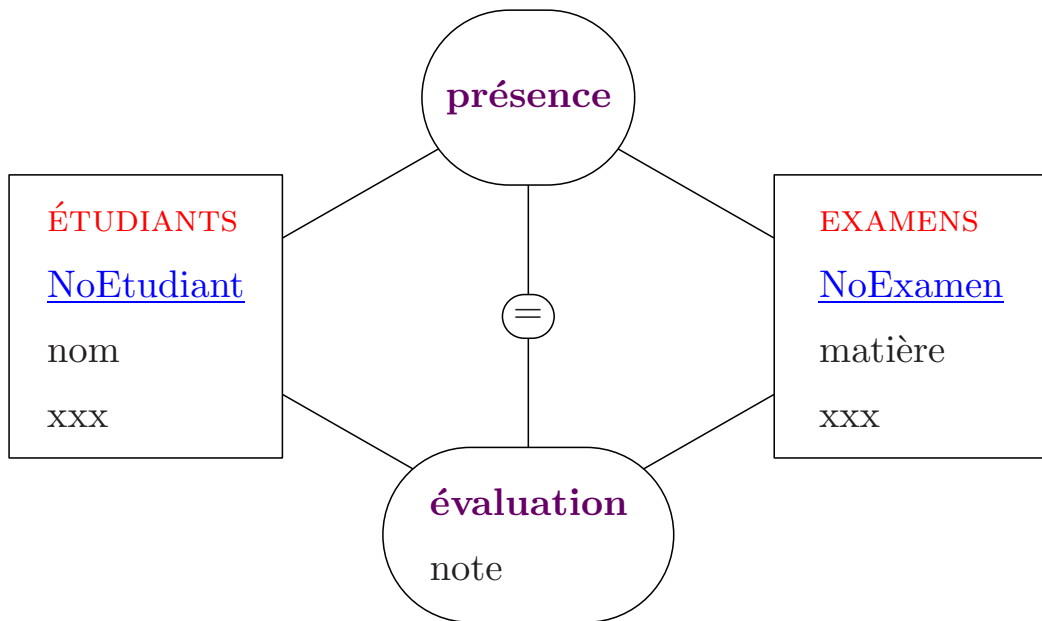 présence
ÉTUDIANTS
NoEtudiant
nom
xxx
=
EXAMENS
NoExamen
matière
xxx
évaluation
note